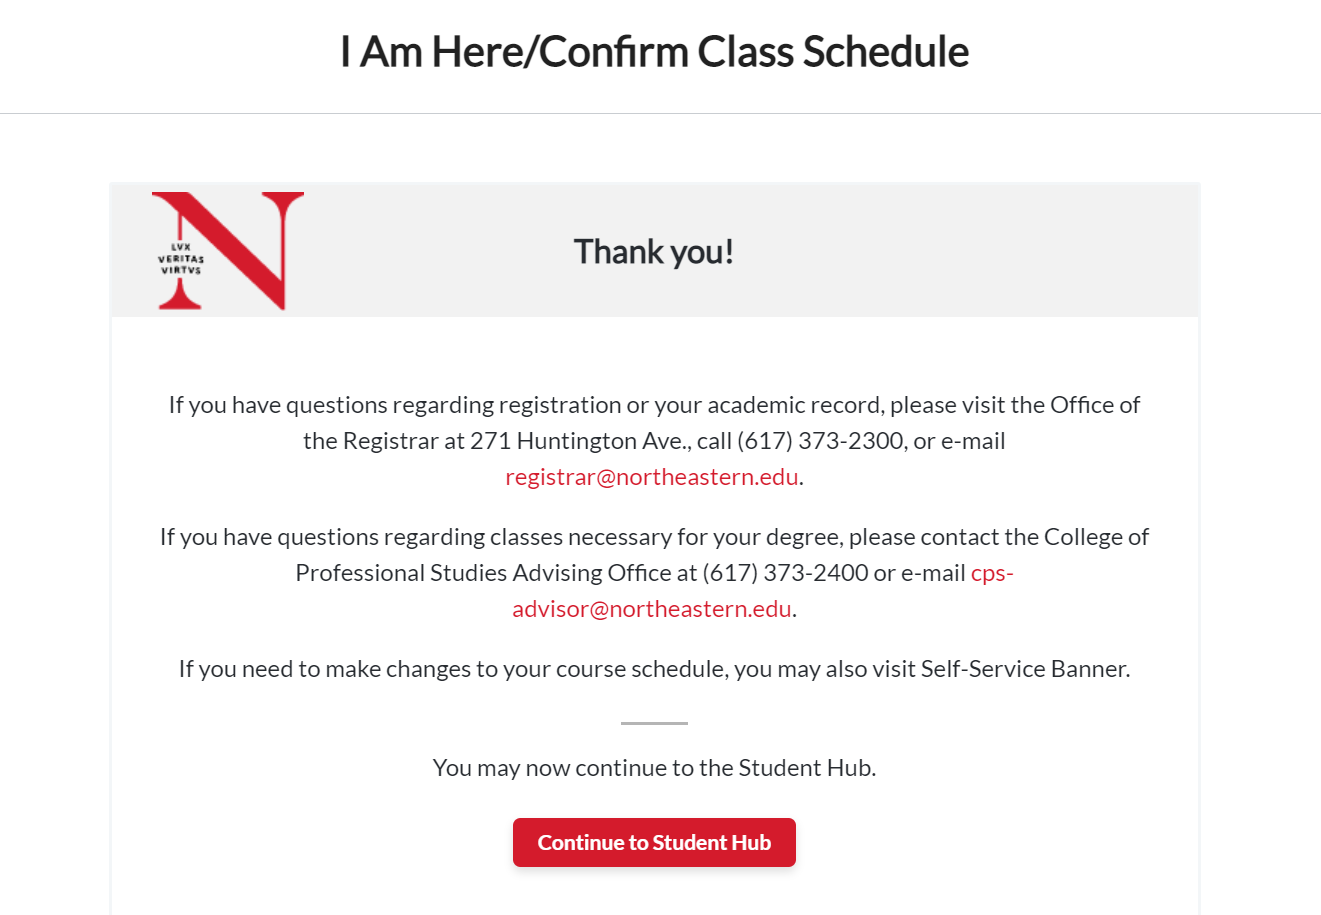 I Am Here/Confirm Class Schedule
LVX
VERITAS
VIRTVS
Thank you!
If you have questions regarding registration or your academic record, please visit the Office of
the Registrar at 271 Huntington Ave., call (617) 373-2300, or e-mail
registrar@northeastern.edu.
If you have questions regarding classes necessary for your degree, please contact the College of
Professional Studies Advising Office at (617) 373-2400 or e-mail cps-
advisor@northeastern.edu.
If you need to make changes to your course schedule, you may also visit Self-Service Banner.
You may now continue to the Student Hub.
Continue to Student Hub